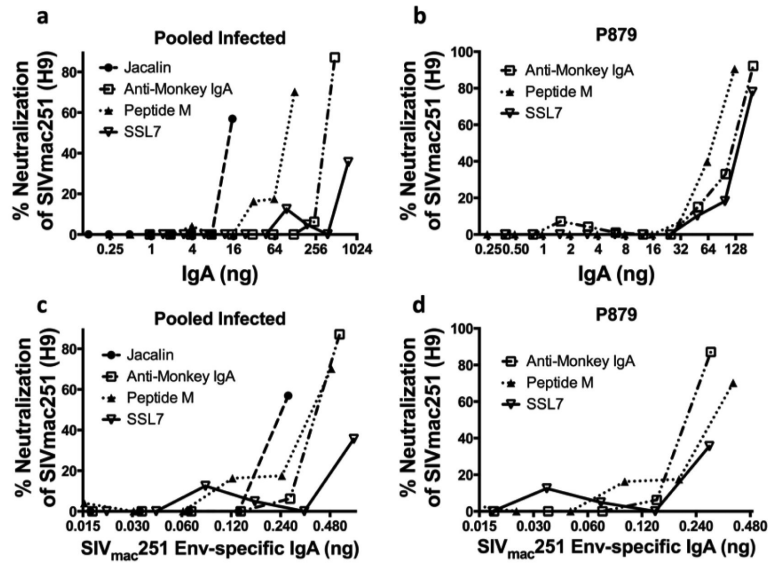 a
Pooled Infected
% Neutralization
of SIVmac251 (H9)
80
60
40
20
0
Jacalin
Anti-Monkey IgA
Peptide M
SSL7
0.25 1 4 16 64 256 1024
IgA (ng)
b
P879
% Neutralization
of SIVmac251 (H9)
100
80
60
40
20
0
Anti-Monkey IgA
Peptide M
SSL7
0.25 0.50 1 2 4 8 16 32 64 128
IgA (ng)
c
Pooled Infected
% Neutralization
of SIVmac251 (H9)
80
60
40
20
0
Jacalin
Anti-Monkey IgA
Peptide M
SSL7
0.015 0.030 0.060 0.120 0.240 0.480
SIVmac251 Env-specific IgA (ng)
d
P879
% Neutralization
of SIVmac251 (H9)
100
80
60
40
20
0
Anti-Monkey IgA
Peptide M
SSL7
0.015 0.030 0.060 0.120 0.240 0.480
SIVmac251 Env-specific IgA (ng)